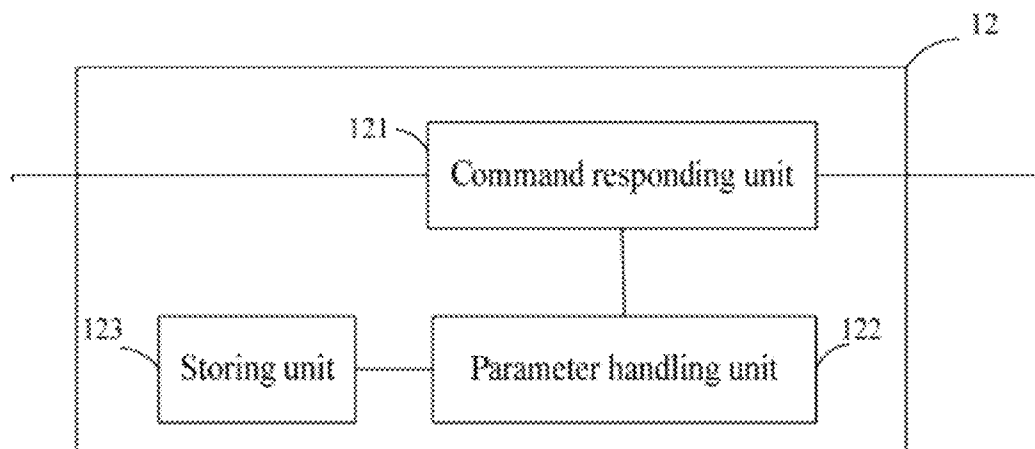 12
121
Command responding unit
123
Storing unit
Parameter handling unit
122